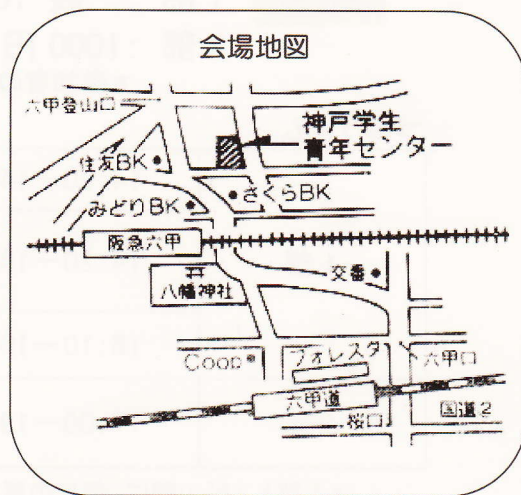 会場地図
六甲登山口
神戸学生
青年センター
住友BK
さくらBK
みどりBK
阪急六甲
八幡神社
交番
Coop
フォレスタ
六甲口
六甲道
桜口
国道2